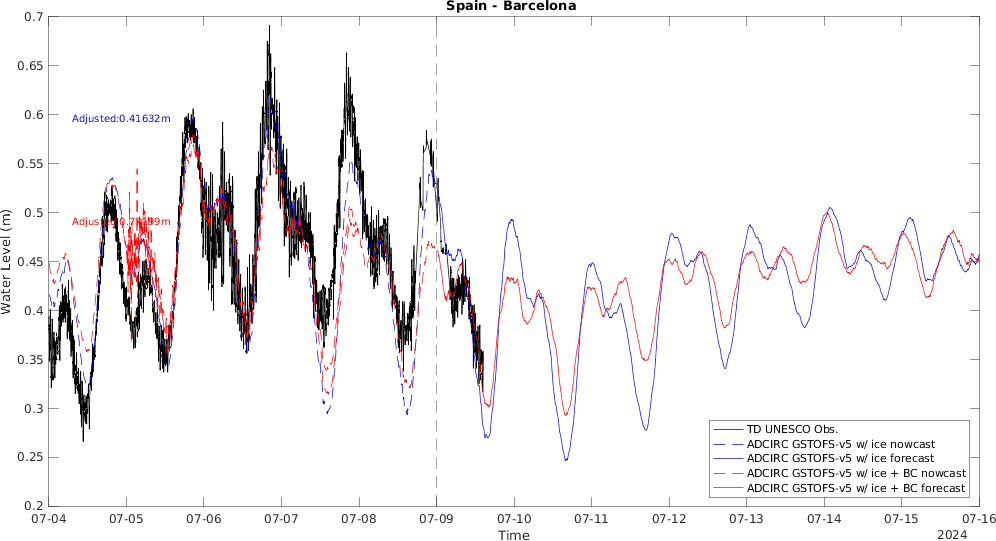 Spain - Barcelona
0.7
0.65
0.6
0.55
0.5
0.45
0.4
0.35
0.3
0.25
0.2
Water Level (m)
Adjusted:0.41632m
TD UNESCO Obs.
ADCIRC GSTOFS-v5 w/ ice nowcast
ADCIRC GSTOFS-v5 w/ ice forecast
ADCIRC GSTOFS-v5 w/ ice + BC nowcast
ADCIRC GSTOFS-v5 w/ ice + BC forecast
07-04 07-05 07-06 07-07 07-08 07-09 07-10 07-11 07-12 07-13 07-14 07-15 07-16
Time
2024